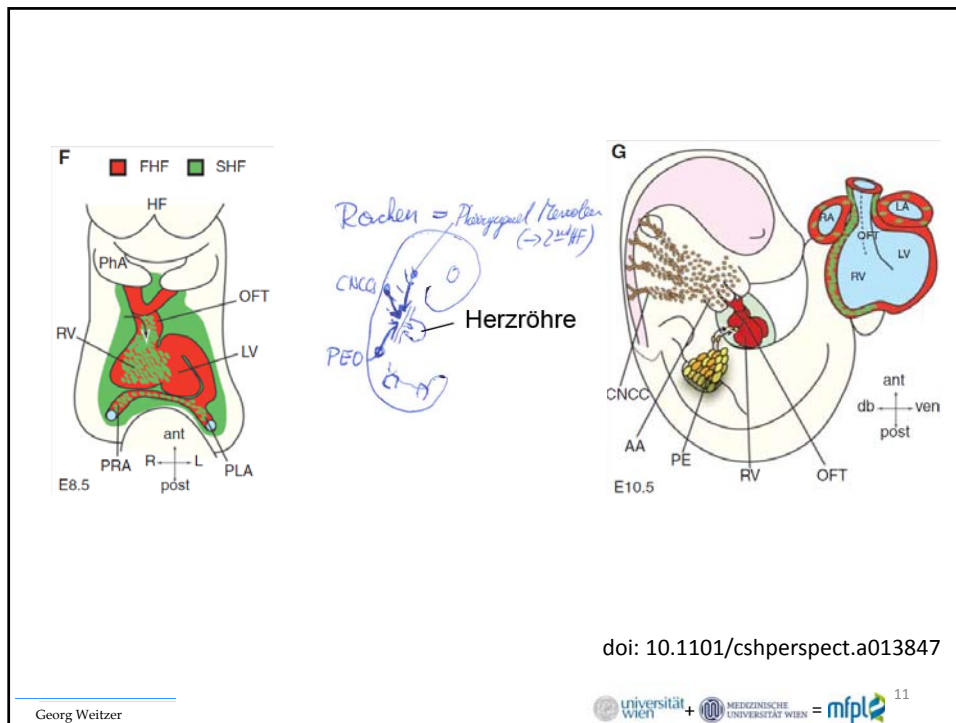 F
FHF SHF
HF
PhA
OFT
RV
LV
ant
R L
post
PRA
PLA
E8.5
Rachen = Pharyngeal Mesoderm
(→ 2nd HF)
CNCC
Herzröhre
PEO
G
RA
LA
OFT
LV
RV
CNCC
ant
db ven
post
AA
PE
RV
OFT
E10.5
doi: 10.1101/cshperspect.a013847
Georg Weitzer
universität wien + MEDIZINISCHE UNIVERSITÄT WIEN = mfpl
11